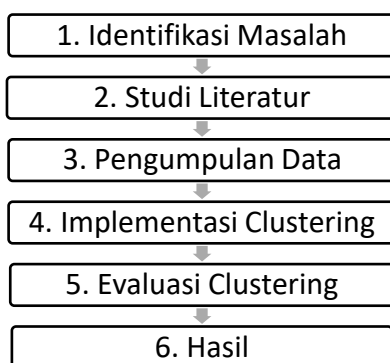 1. Identifikasi Masalah
2. Studi Literatur
3. Pengumpulan Data
4. Implementasi Clustering
5. Evaluasi Clustering
6. Hasil